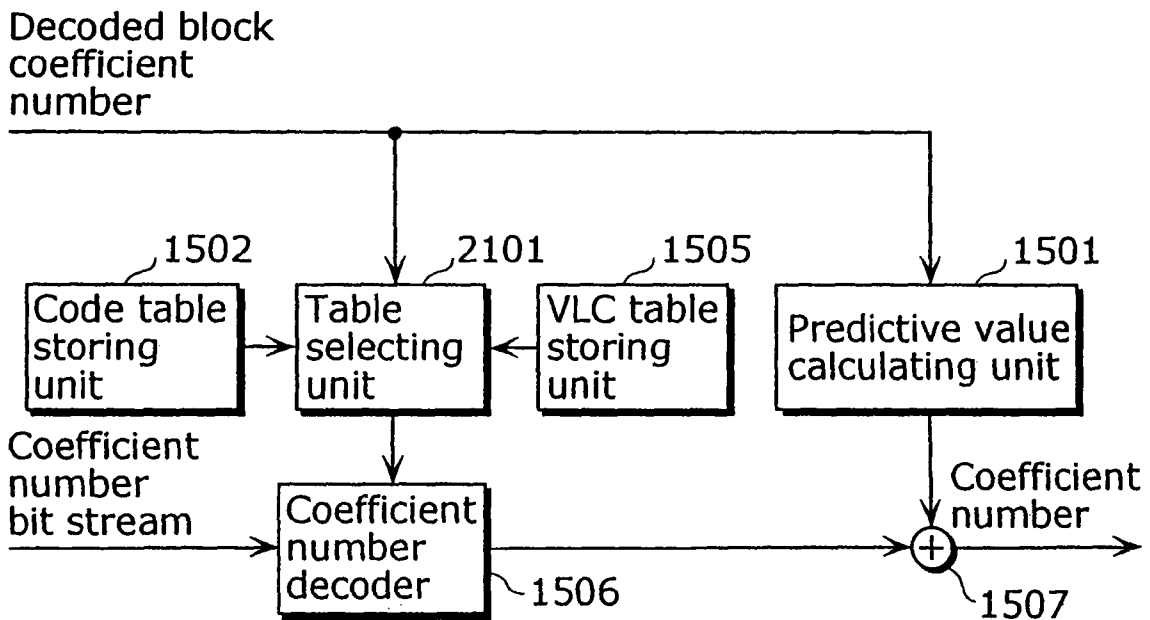 Decoded block
coefficient
number
1502
2101
1505
1501
Code table
storing
unit
Table
selecting
unit
VLC table
storing
unit
Predictive value
calculating unit
Coefficient
number
bit stream
Coefficient
number
decoder
1506
+
Coefficient
number
1507